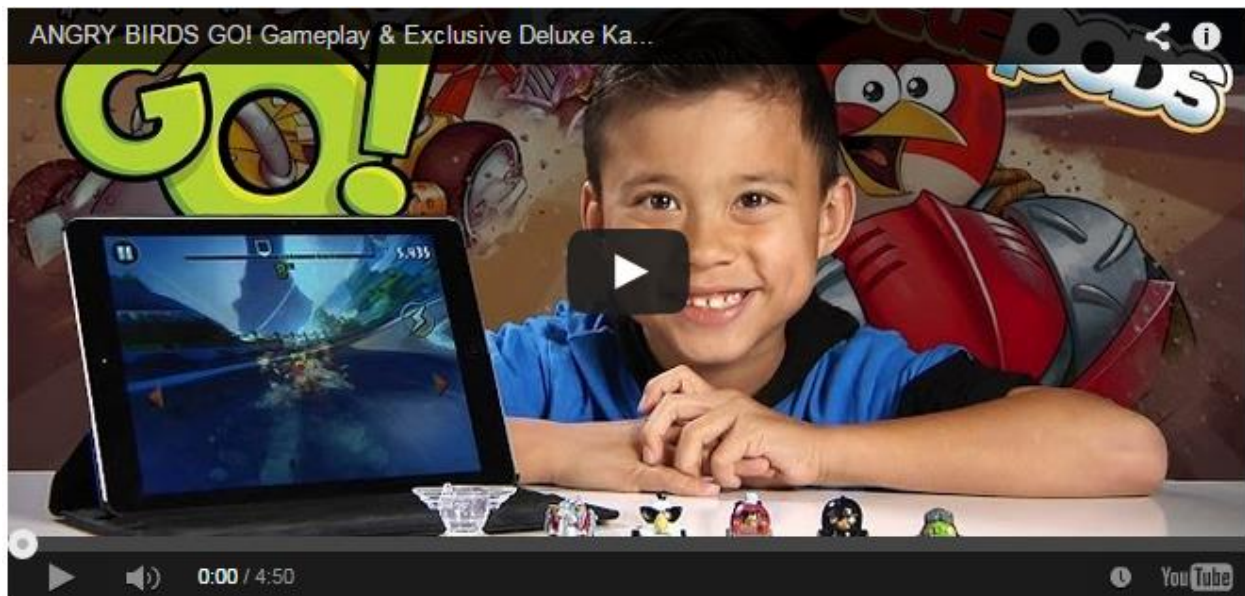 ANGRY BIRDS GO! Gameplay & Exclusive Deluxe Ka...
GO!
PODS
5,435
0:00 / 4:50
YouTube